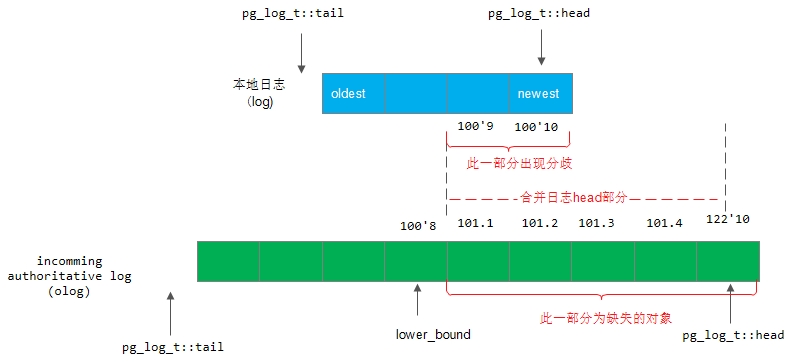 pg_log_t::tail
pg_log_t::head
本地日志
(log)
oldest
newest
100'9
100'10
此一部分出现分歧
合并日志head部分
100'8
101.1
101.2
101.3
101.4
122'10
incomming
authoritative log
(olog)
此一部分为缺失的对象
lower_bound
pg_log_t::head
pg_log_t::tail